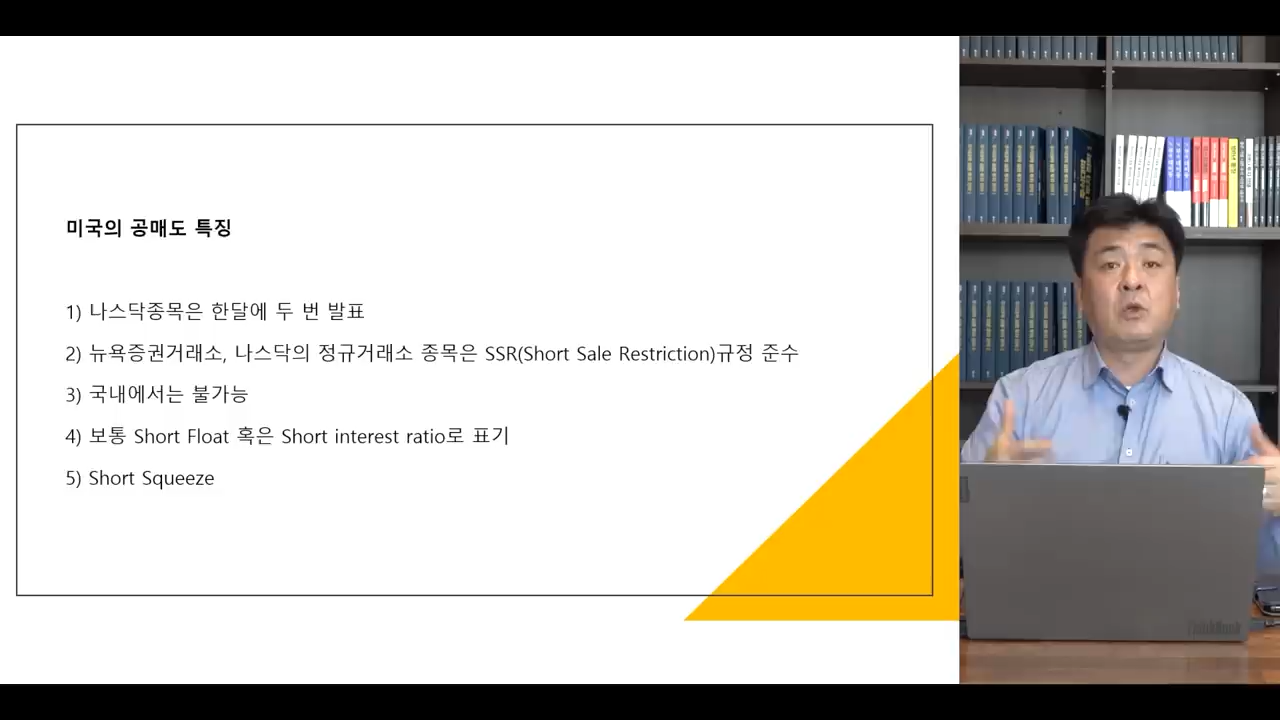 미국의 공매도 특징
1) 나스닥종목은 한달에 두 번 발표
2) 뉴욕증권거래소, 나스닥의 정규거래소 종목은 SSR(Short Sale Restriction)규정 준수
3) 국내에서는 불가능
4) 보통 Short Float 혹은 Short interest ratio로 표기
5) Short Squeeze
ThinkBook